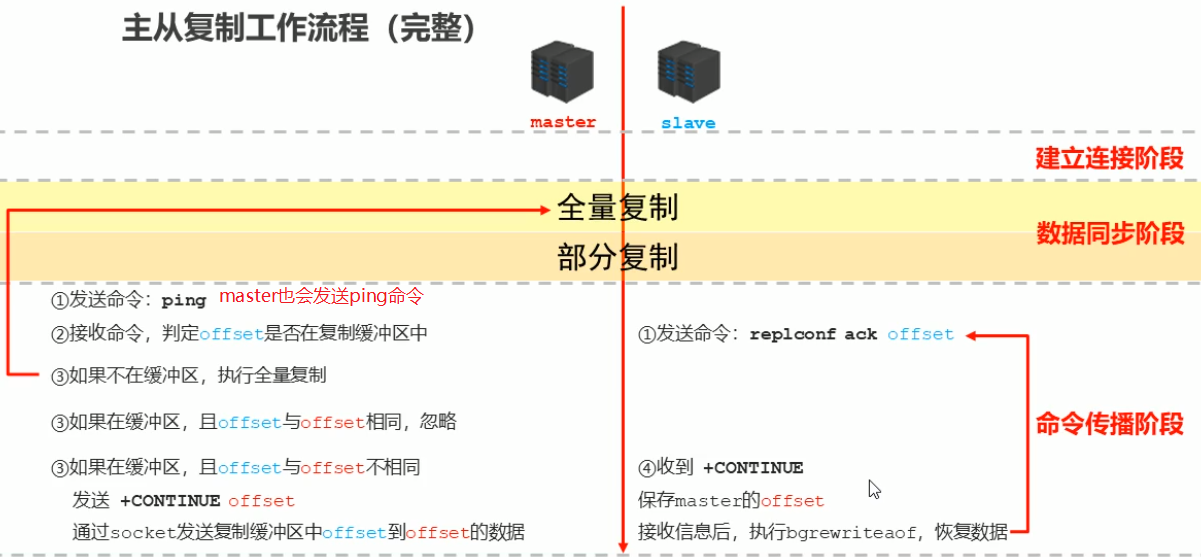 主从复制工作流程（完整）
master
slave
建立连接阶段
全量复制
数据同步阶段
部分复制
①发送命令：ping
master也会发送ping命令
②接收命令，判定offset是否在复制缓冲区中
③如果不在缓冲区，执行全量复制
③如果在缓冲区，且offset与offset相同，忽略
③如果在缓冲区，且offset与offset不相同
发送 +CONTINUE offset
通过socket发送复制缓冲区中offset到offset的数据
①发送命令：replconf ack offset
命令传播阶段
④收到 +CONTINUE
保存master的offset
接收信息后，执行bgrewriteaof，恢复数据